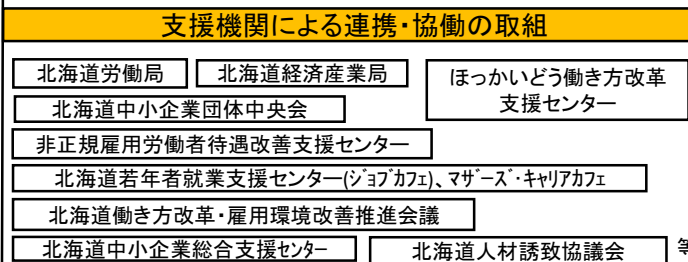 支援機関による連携・協働の取組
北海道労働局 北海道経済産業局 ほっかいどう働き方改革
支援センター
北海道中小企業団体中央会
非正規雇用労働者待遇改善支援センター
北海道若年者就業支援センター(ｼﾞｮﾌﾞｶﾌｪ)、ﾏｻﾞｰｽﾞ･ｷｬﾘｱｶﾌｪ
北海道働き方改革・雇用環境改善推進会議
北海道中小企業総合支援ｾﾝﾀｰ 北海道人材誘致協議会 等